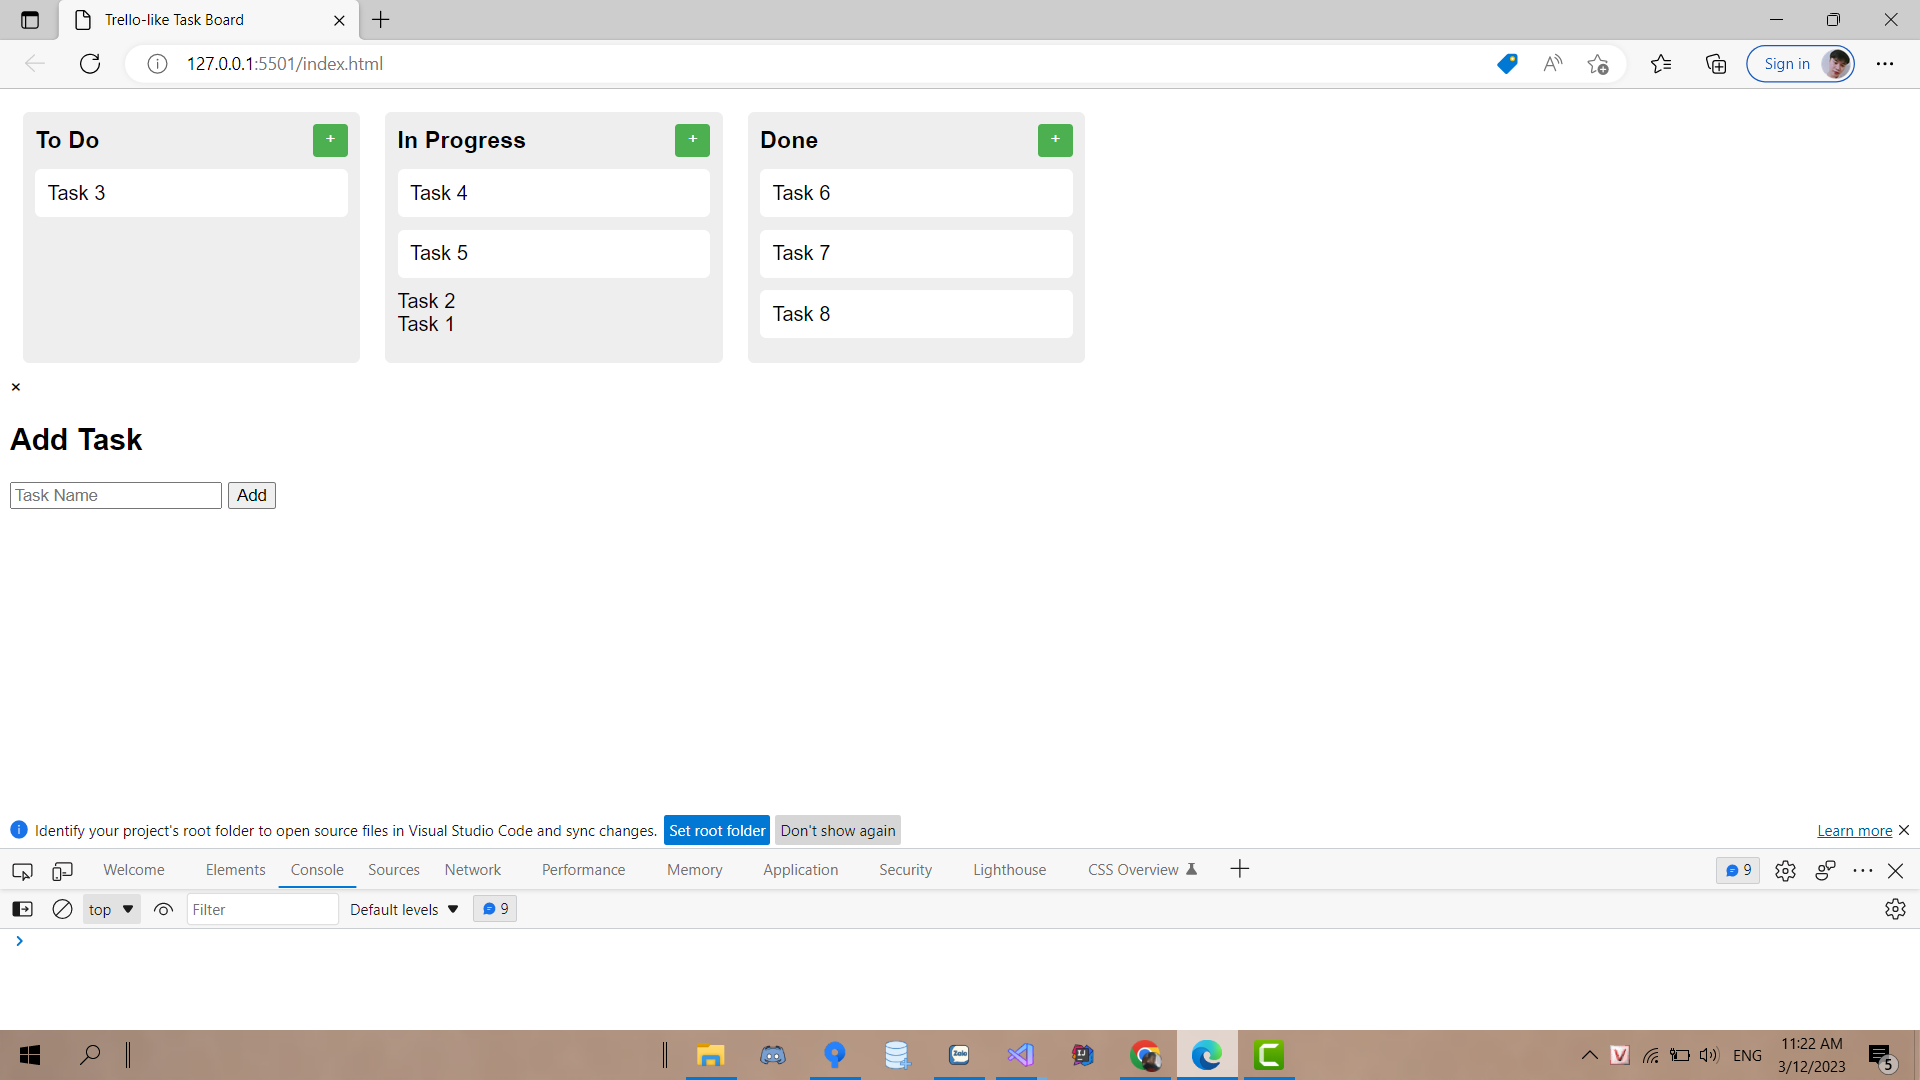 Trello-like Task Board
127.0.0.1:5501/index.html
Sign in
To Do
+
In Progress
+
Done
+
Task 3
Task 4
Task 6
Task 5
Task 7
Task 2
Task 1
Task 8
×
Add Task
Task Name
Add
Identify your project's root folder to open source files in Visual Studio Code and sync changes.
Set root folder
Don't show again
Learn more
Welcome
Elements
Console
Sources
Network
Performance
Memory
Application
Security
Lighthouse
CSS Overview
9
top
Filter
Default levels
9
Zalo
IJ
V
ENG
11:22 AM
3/12/2023
5